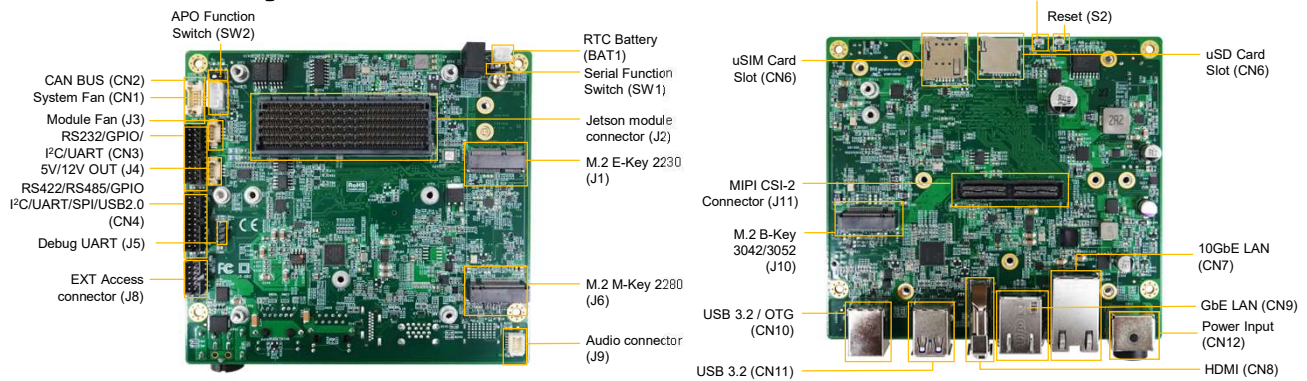 APO Function
Switch (SW2)
CAN BUS (CN2)
System Fan (CN1)
Module Fan (J3)
RS232/GPIO/
I²C/UART (CN3)
5V/12V OUT (J4)
RS422/RS485/GPIO
I²C/UART/SPI/USB2.0
(CN4)
Debug UART (J5)
EXT Access
connector (J8)
RTC Battery
(BAT1)
Serial Function
Switch (SW1)
Jetson module
connector (J2)
M.2 E-Key 2230
(J1)
M.2 M-Key 2280
(J6)
Audio connector
(J9)
RoHS
CE
FC
Reset (S2)
uSIM Card
Slot (CN6)
uSD Card
Slot (CN6)
MIPI CSI-2
Connector (J11)
M.2 B-Key
3042/3052
(J10)
2R2
10GbE LAN
(CN7)
USB 3.2 / OTG
(CN10)
GbE LAN (CN9)
Power Input
(CN12)
USB 3.2 (CN11)
HDMI (CN8)